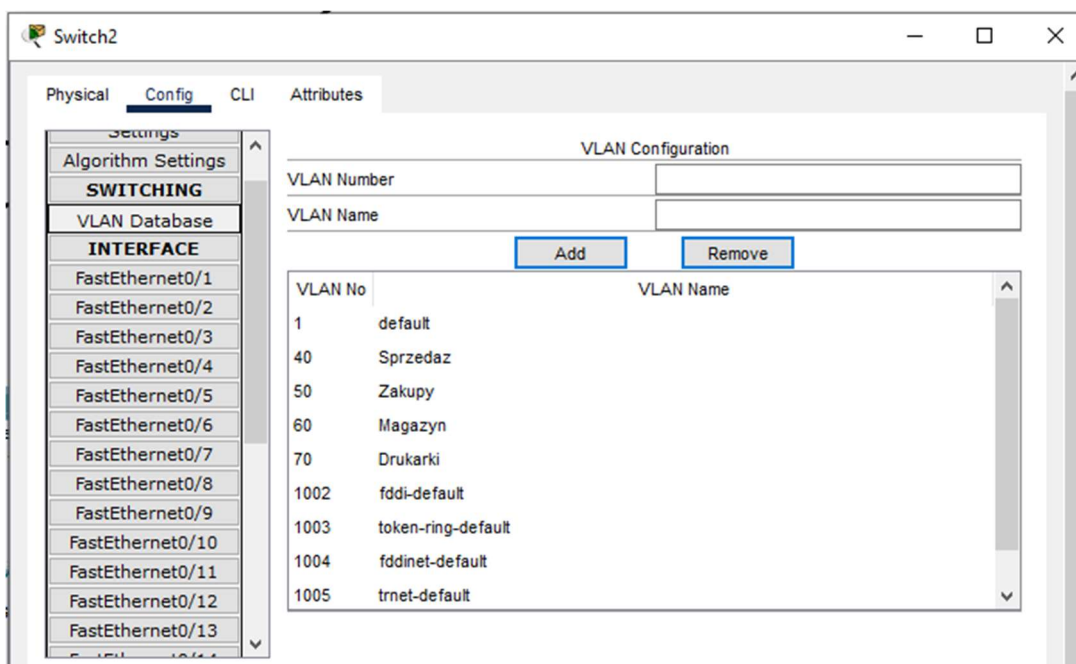 Switch2
Physical Config CLI Attributes
Settings
Algorithm Settings
SWITCHING
VLAN Database
INTERFACE
FastEthernet0/1
FastEthernet0/2
FastEthernet0/3
FastEthernet0/4
FastEthernet0/5
FastEthernet0/6
FastEthernet0/7
FastEthernet0/8
FastEthernet0/9
FastEthernet0/10
FastEthernet0/11
FastEthernet0/12
FastEthernet0/13
VLAN Configuration
VLAN Number
VLAN Name
Add Remove
VLAN No VLAN Name
1 default
40 Sprzedaz
50 Zakupy
60 Magazyn
70 Drukarki
1002 fddi-default
1003 token-ring-default
1004 fddinet-default
1005 trnet-default